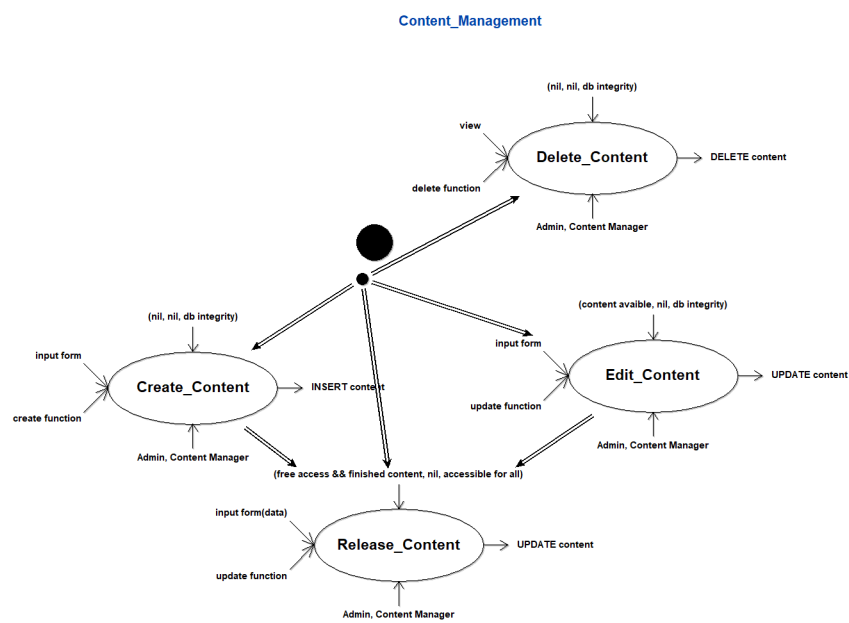 Content_Management
(nil, nil, db integrity)
view
Delete_Content
DELETE content
delete function
Admin, Content Manager
(content avaible, nil, db integrity)
(nil, nil, db integrity)
input form
input form
Edit_Content
UPDATE content
Create_Content
INSERT content
update function
create function
Admin, Content Manager
Admin, Content Manager
(free access && finished content, nil, accessible for all)
input form(data)
Release_Content
UPDATE content
update function
Admin, Content Manager